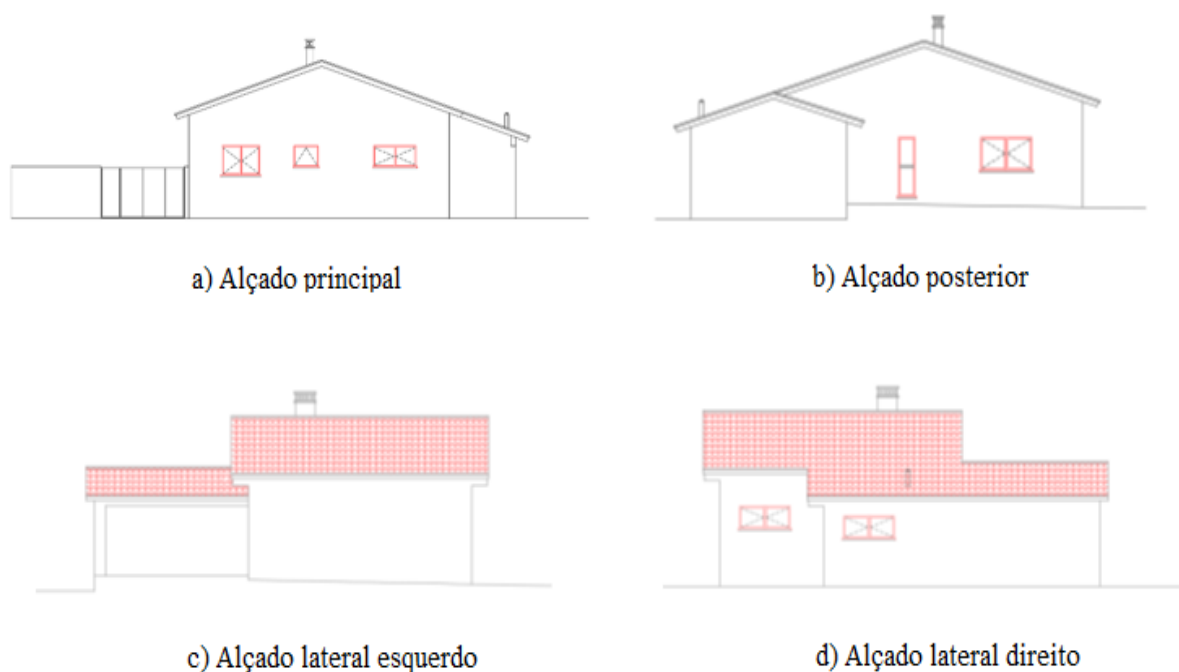 a) Alçado principal
b) Alçado posterior
c) Alçado lateral esquerdo
d) Alçado lateral direito